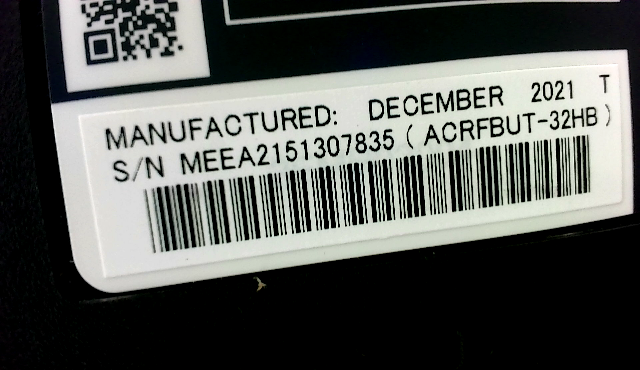 MANUFACTURED: DECEMBER 2021 T
S/N MEEA2151307835 ( ACRFBUT-32HB )